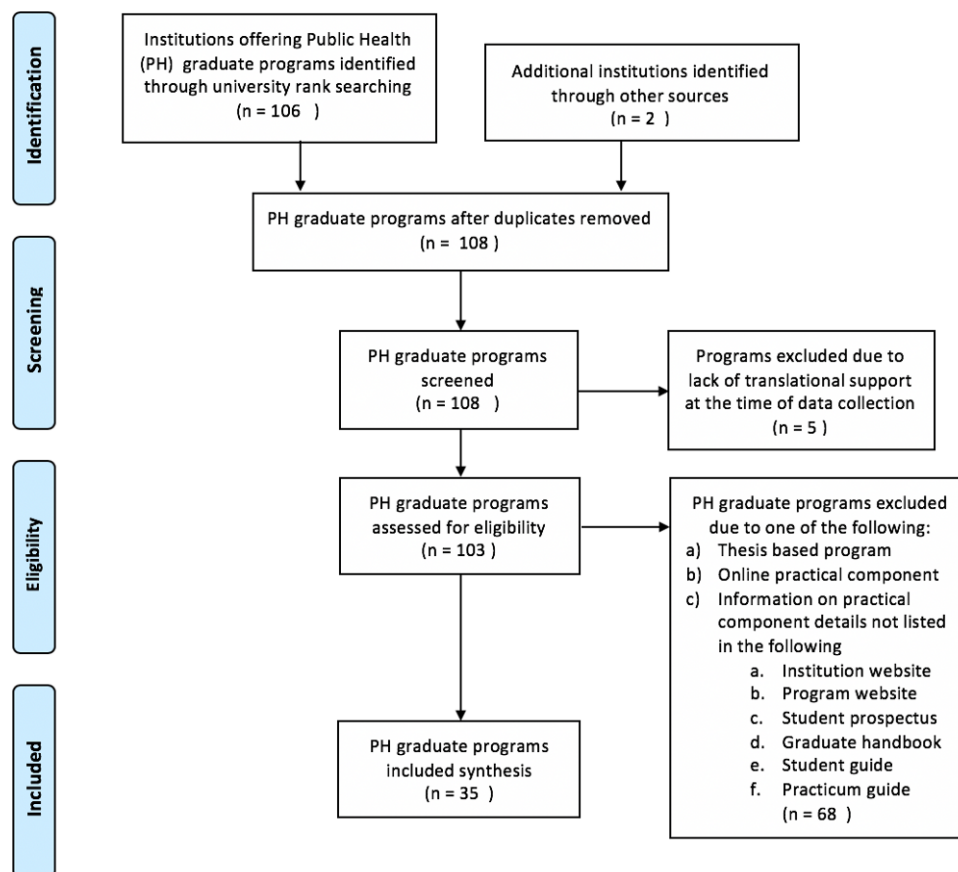 Identification
Institutions offering Public Health
(PH) graduate programs identified
through university rank searching
(n = 106 )
Additional institutions identified
through other sources
(n = 2 )
PH graduate programs after duplicates removed
(n = 108 )
Screening
PH graduate programs
screened
(n = 108 )
Programs excluded due to
lack of translational support
at the time of data collection
(n = 5 )
Eligibility
PH graduate programs
assessed for eligibility
(n = 103 )
PH graduate programs excluded
due to one of the following:
a) Thesis based program
b) Online practical component
c) Information on practical
component details not listed
in the following
a. Institution website
b. Program website
c. Student prospectus
d. Graduate handbook
e. Student guide
f. Practicum guide
(n = 68 )
Included
PH graduate programs
included synthesis
(n = 35 )